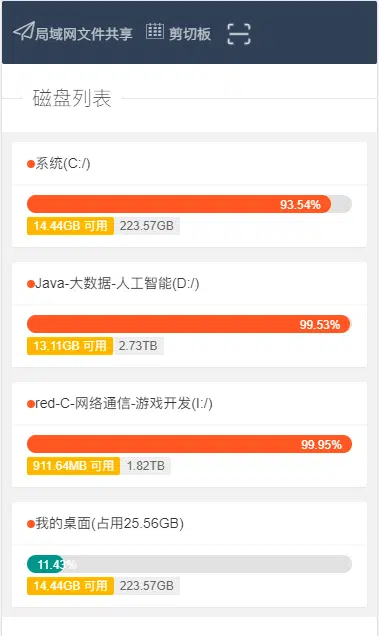 局域网文件共享 剪切板
磁盘列表
系统(C:/)
93.54%
14.44GB 可用 223.57GB
Java-大数据-人工智能(D:/)
99.53%
13.11GB 可用 2.73TB
red-C-网络通信-游戏开发(I:/)
99.95%
911.64MB 可用 1.82TB
我的桌面(占用25.56GB)
11.43%
14.44GB 可用 223.57GB